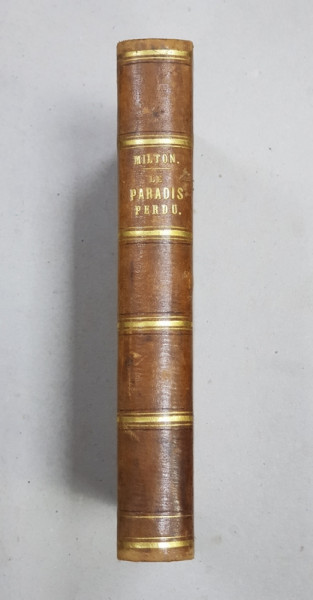 MILTON.
LE
PARADIS
PERDU.